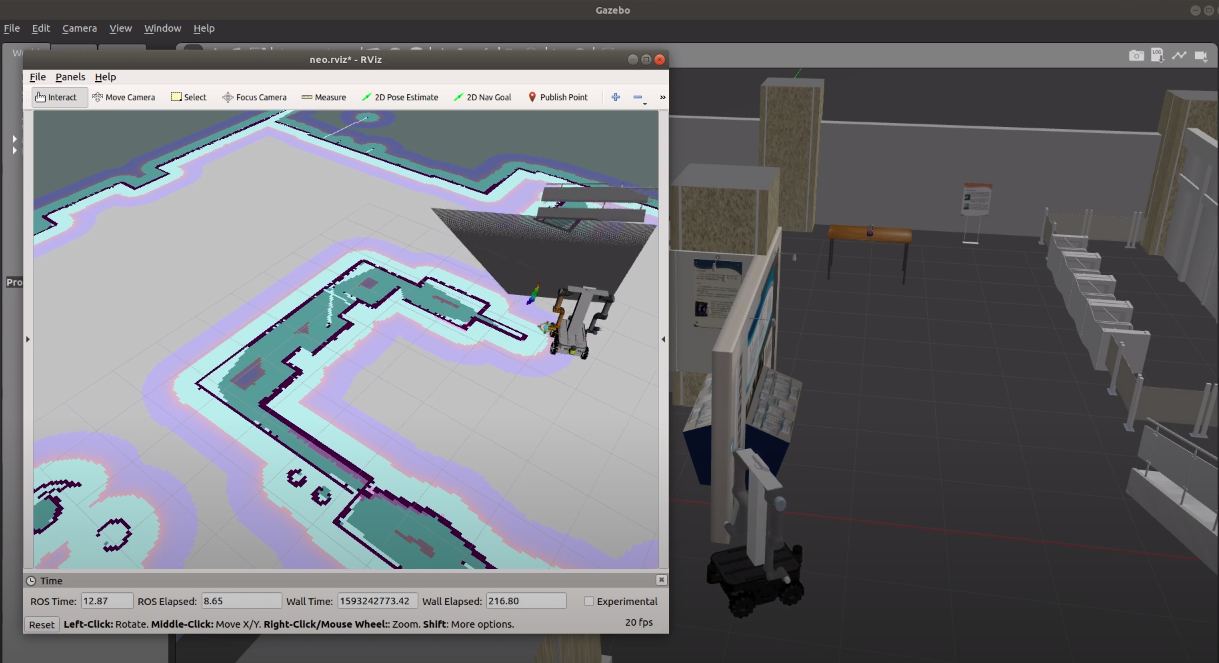 Gazebo
File Edit Camera View Window Help
neo.rviz* - RViz
File Panels Help
Interact Move Camera Select Focus Camera Measure 2D Pose Estimate 2D Nav Goal Publish Point »
LOG
Pro
Time
ROS Time: 12.87 ROS Elapsed: 8.65 Wall Time: 1593242773.42 Wall Elapsed: 216.80 Experimental
Reset Left-Click: Rotate. Middle-Click: Move X/Y. Right-Click/Mouse Wheel:: Zoom. Shift: More options. 20 fps